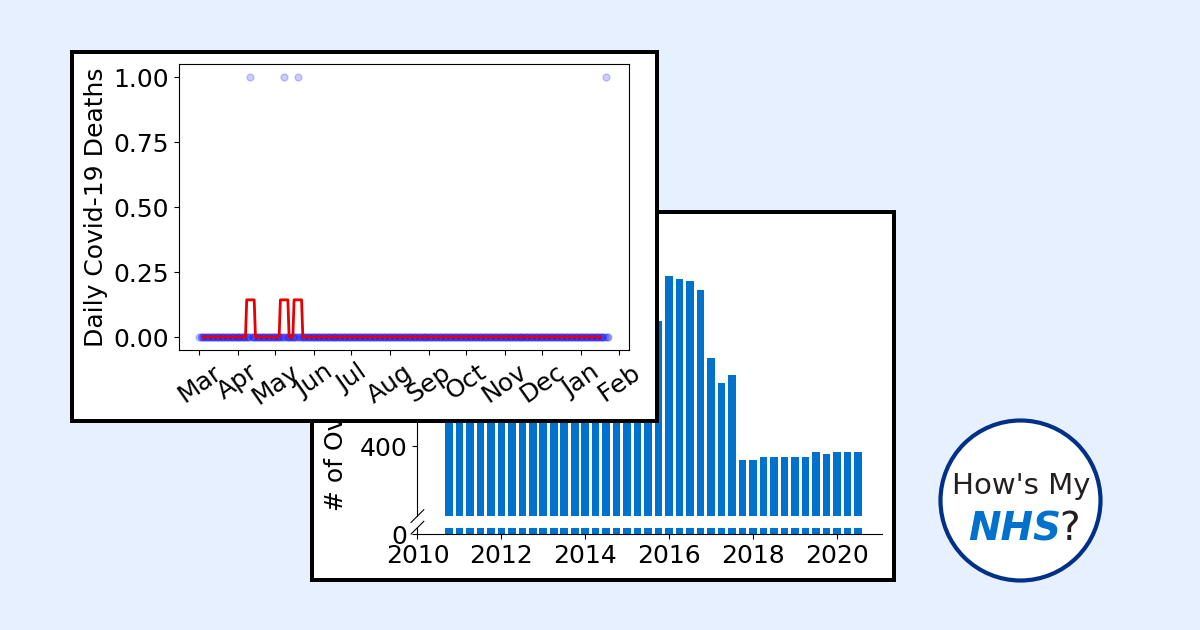 Daily Covid-19 Deaths
1.00
0.75
0.50
0.25
0.00
Mar Apr May Jun Jul Aug Sep Oct Nov Dec Jan Feb
# of
400
0
2010 2012 2014 2016 2018 2020
How's My
NHS?